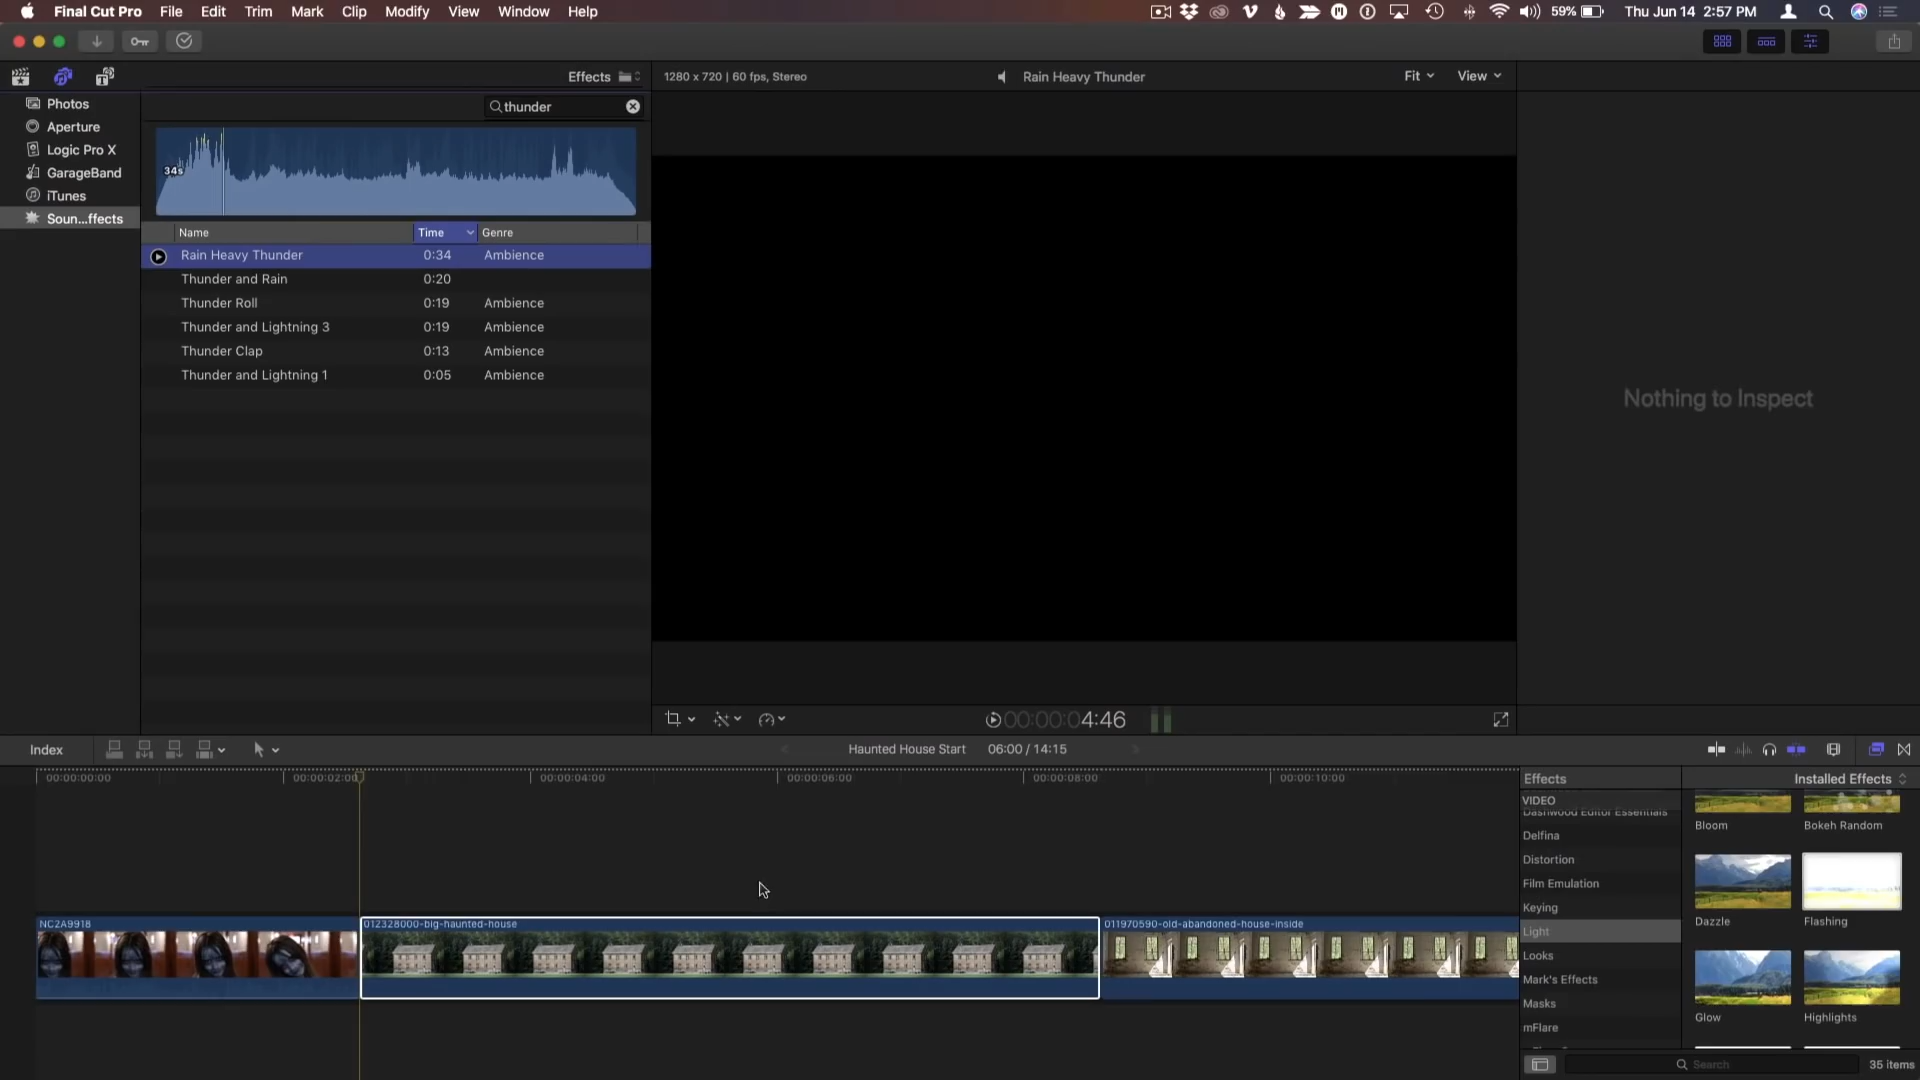 Final Cut Pro File Edit Trim Mark Clip Modify View Window Help 59% Thu Jun 14 2:57 PM
Effects
1280 x 720 | 60 fps, Stereo
Rain Heavy Thunder
Fit
View
Photos
Aperture
Logic Pro X
GarageBand
iTunes
Soun...ffects
thunder
34s
Name Time Genre
Rain Heavy Thunder 0:34 Ambience
Thunder and Rain 0:20
Thunder Roll 0:19 Ambience
Thunder and Lightning 3 0:19 Ambience
Thunder Clap 0:13 Ambience
Thunder and Lightning 1 0:05 Ambience
Nothing to Inspect
00:00:04:46
Index
Haunted House Start 06:00 / 14:15
00:00:00:00 00:00:02:00 00:00:04:00 00:00:06:00 00:00:08:00 00:00:10:00
NC2A9918
012328000-big-haunted-house
011970590-old-abandoned-house-inside
Effects
Installed Effects
VIDEO
Dashwood Editor Essentials
Delfina
Distortion
Film Emulation
Keying
Light
Looks
Mark's Effects
Masks
mFlare
Bloom
Bokeh Random
Dazzle
Flashing
Glow
Highlights
Search
35 items